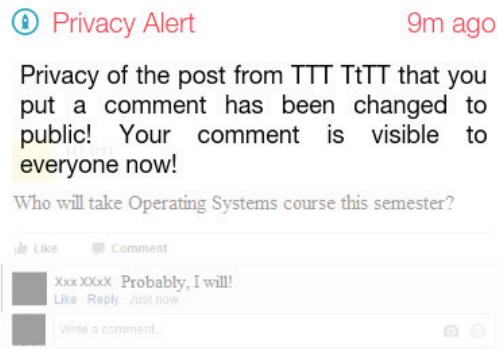 Privacy Alert 9m ago
Privacy of the post from TTT TtTT that you
put a comment has been changed to
public! Your comment is visible to
everyone now!
Who will take Operating Systems course this semester?
Like Comment
Xxx XXxX Probably, I will!
Like · Reply · Just now
Write a comment...